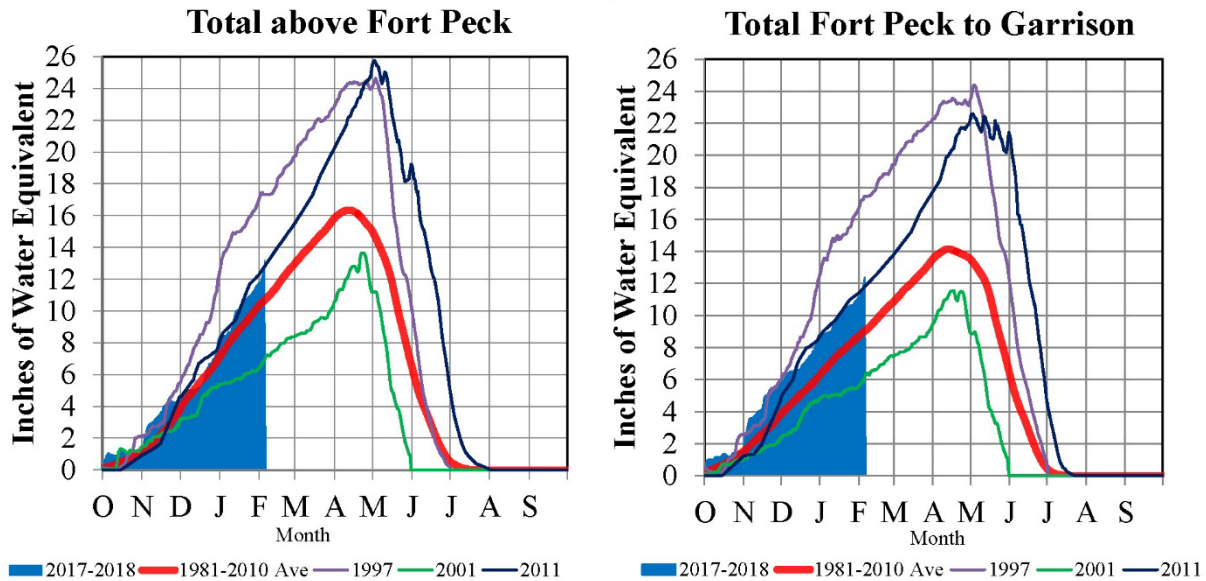 Total above Fort Peck
Inches of Water Equivalent
26
24
22
20
18
16
14
12
10
8
6
4
2
0
O N D J F M A M J J A S
Month
2017-2018 1981-2010 Ave 1997 2001 2011
Total Fort Peck to Garrison
Inches of Water Equivalent
26
24
22
20
18
16
14
12
10
8
6
4
2
0
O N D J F M A M J J A S
Month
2017-2018 1981-2010 Ave 1997 2001 2011